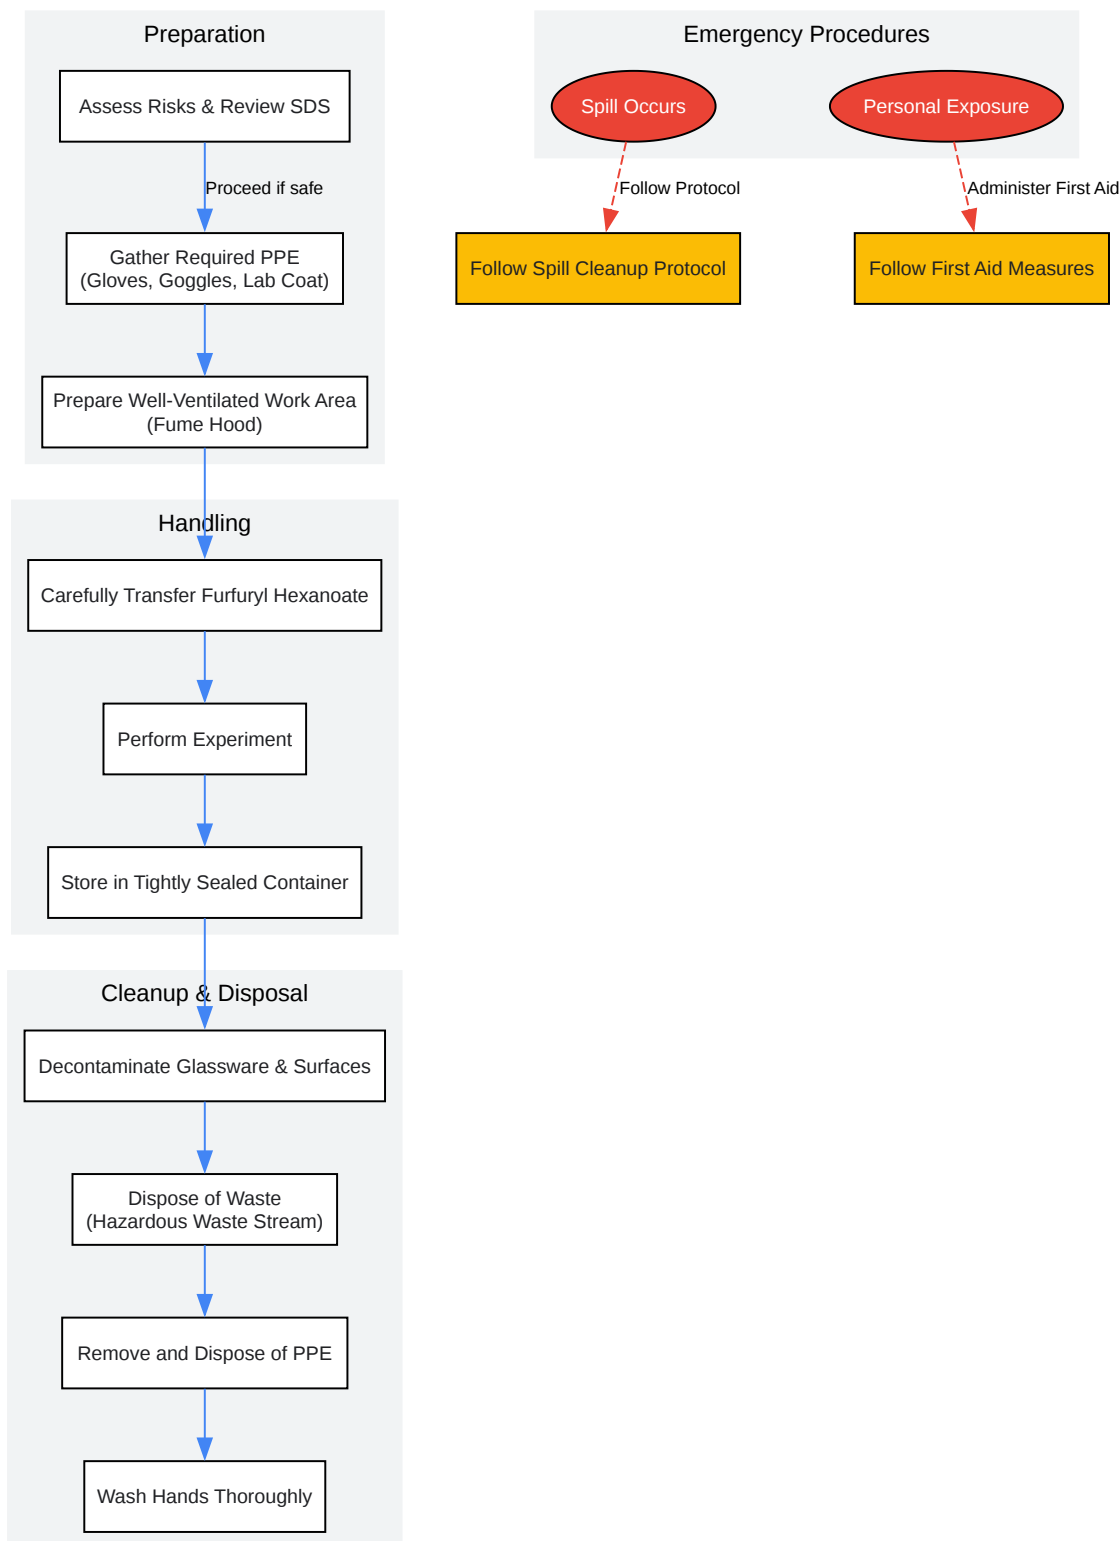 Preparation
Assess Risks & Review SDS
Proceed if safe
Gather Required PPE
(Gloves, Goggles, Lab Coat)
Prepare Well-Ventilated Work Area
(Fume Hood)
Handling
Carefully Transfer Furfuryl Hexanoate
Perform Experiment
Store in Tightly Sealed Container
Cleanup & Disposal
Decontaminate Glassware & Surfaces
Dispose of Waste
(Hazardous Waste Stream)
Remove and Dispose of PPE
Wash Hands Thoroughly
Emergency Procedures
Spill Occurs
Personal Exposure
Follow Protocol
Administer First Aid
Follow Spill Cleanup Protocol
Follow First Aid Measures